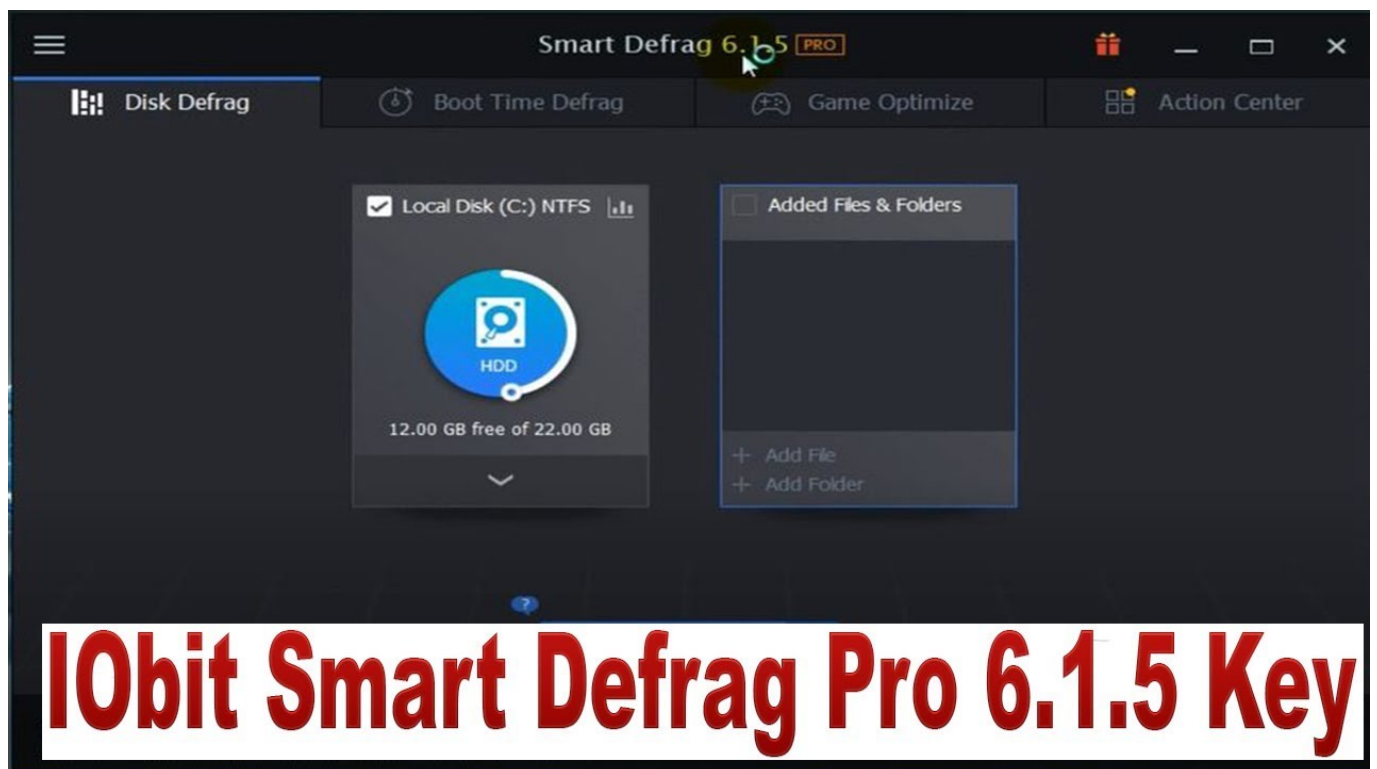 Smart Defrag 6.1.5 PRO
Disk Defrag
Boot Time Defrag
Game Optimize
Action Center
Local Disk (C:) NTFS
HDD
12.00 GB free of 22.00 GB
Added Files & Folders
+ Add File
+ Add Folder
?
IObit Smart Defrag Pro 6.1.5 Key